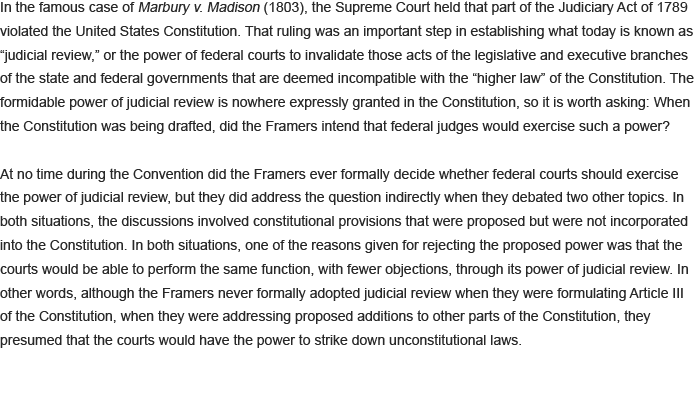 In the famous case of Marbury v. Madison (1803), the Supreme Court held that part of the Judiciary Act of 1789
violated the United States Constitution. That ruling was an important step in establishing what today is known as
“judicial review,” or the power of federal courts to invalidate those acts of the legislative and executive branches
of the state and federal governments that are deemed incompatible with the “higher law” of the Constitution. The
formidable power of judicial review is nowhere expressly granted in the Constitution, so it is worth asking: When
the Constitution was being drafted, did the Framers intend that federal judges would exercise such a power?
At no time during the Convention did the Framers ever formally decide whether federal courts should exercise
the power of judicial review, but they did address the question indirectly when they debated two other topics. In
both situations, the discussions involved constitutional provisions that were proposed but were not incorporated
into the Constitution. In both situations, one of the reasons given for rejecting the proposed power was that the
courts would be able to perform the same function, with fewer objections, through its power of judicial review. In
other words, although the Framers never formally adopted judicial review when they were formulating Article III
of the Constitution, when they were addressing proposed additions to other parts of the Constitution, they
presumed that the courts would have the power to strike down unconstitutional laws.